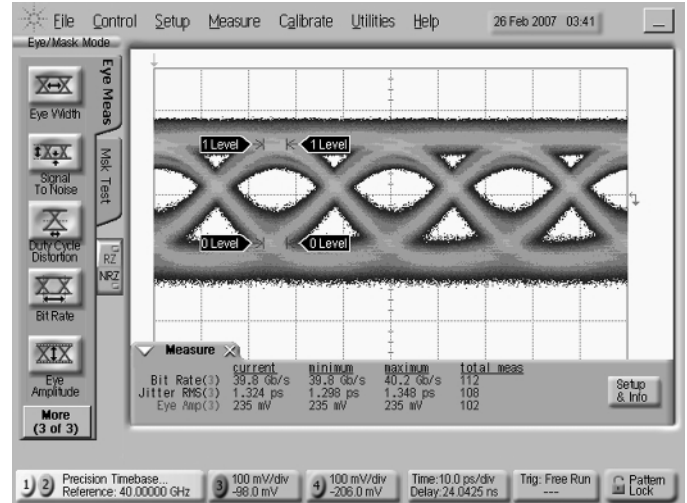 File Control Setup Measure Calibrate Utilities Help 26 Feb 2007 03:41
Eye/Mask Mode
Eye Width
Signal
To Noise
Duty Cycle
Distortion
Bit Rate
Eye
Amplitude
More
(3 of 3)
Eye Meas
Msk Test
RZ
NRZ
1 Level 1 Level
0 Level 0 Level
Measure
current minimum maximum total meas
Bit Rate(3) 39.8 Gb/s 39.8 Gb/s 40.2 Gb/s 112
Jitter RMS(3) 1.324 ps 1.298 ps 1.348 ps 108
Eye Amp(3) 235 mV 235 mV 235 mV 102
Setup
& Info
1) 2) Precision Timebase...
Reference: 40.00000 GHz
3) 100 mV/div
-98.0 mV
4) 100 mV/div
-206.0 mV
Time:10.0 ps/div
Delay:24.0425 ns
Trig: Free Run
---
Pattern
Lock